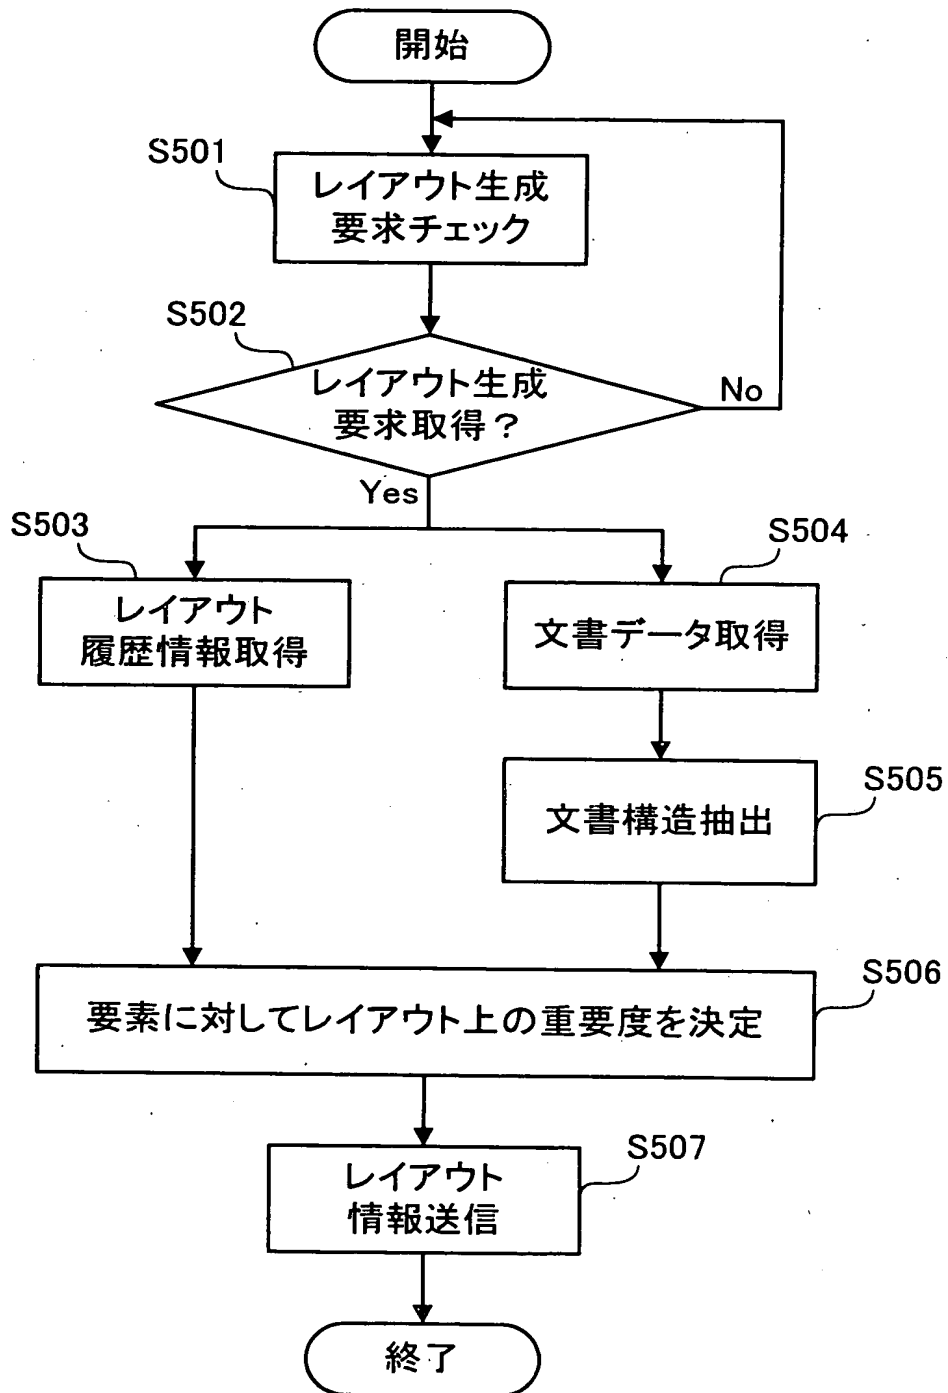 開始
S501
レイアウト生成
要求チェック
S502
レイアウト生成
要求取得？
No
Yes
S503
レイアウト
履歴情報取得
S504
文書データ取得
S505
文書構造抽出
S506
要素に対してレイアウト上の重要度を決定
S507
レイアウト
情報送信
終了